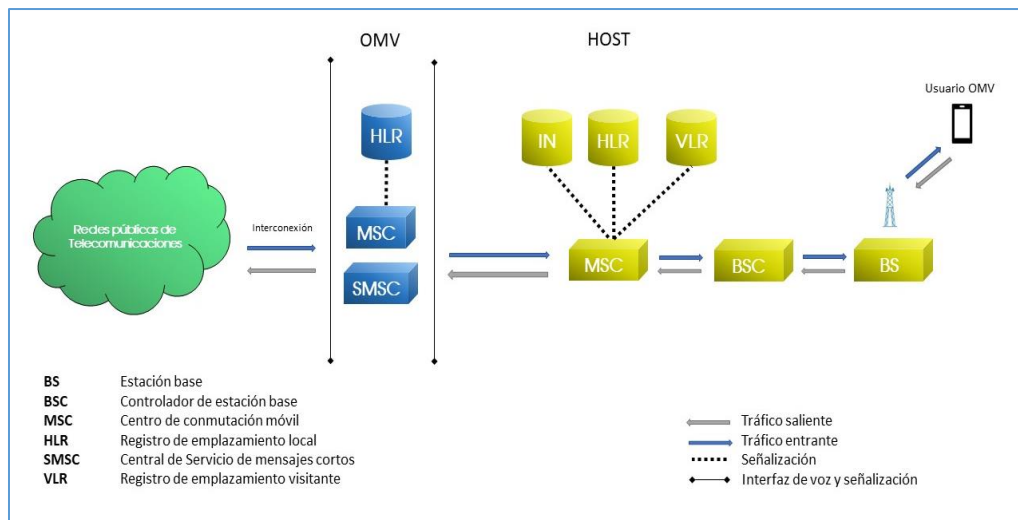 OMV
HOST
Usuario OMV
HLR
IN
HLR
VLR
Redes públicas de
Telecomunicaciones
Interconexión
MSC
SMSC
MSC
BSC
BS
BS Estación base
BSC Controlador de estación base
MSC Centro de conmutación móvil
HLR Registro de emplazamiento local
SMSC Central de Servicio de mensajes cortos
VLR Registro de emplazamiento visitante
Tráfico saliente
Tráfico entrante
Señalización
Interfaz de voz y señalización